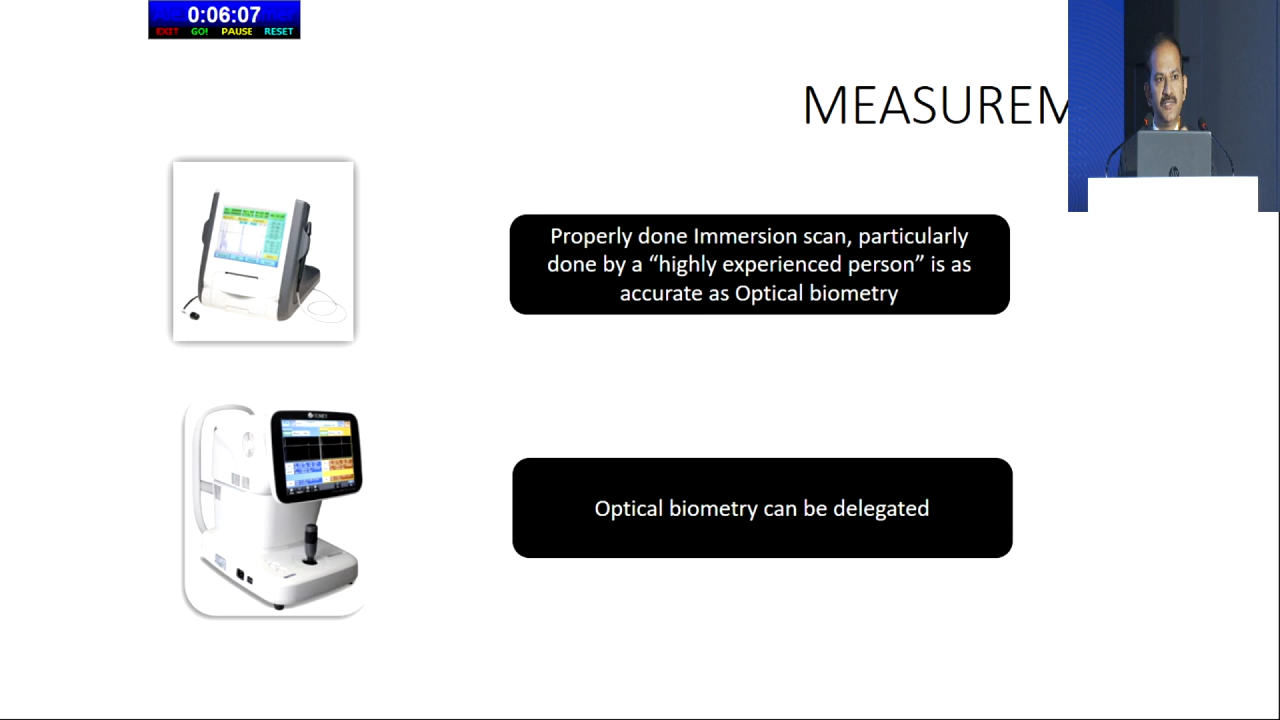 0:06:07
EXIT GO! PAUSE RESET
MEASUREM
Properly done Immersion scan, particularly
done by a “highly experienced person” is as
accurate as Optical biometry
Optical biometry can be delegated